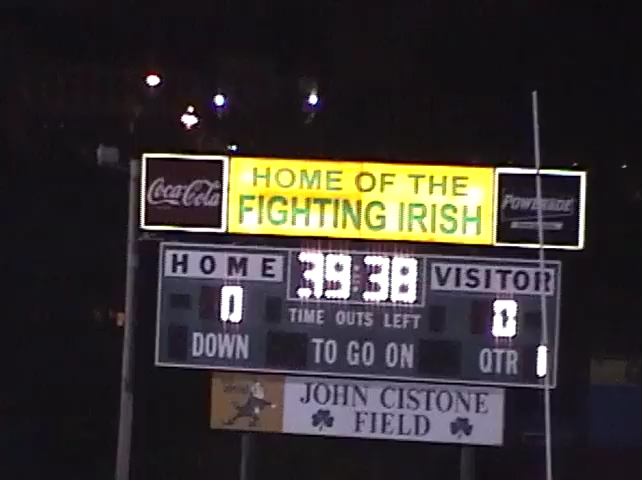 Coca-Cola
HOME OF THE
FIGHTING IRISH
POWERADE
HOME 39:38 VISITOR
0 0
TIME OUTS LEFT
DOWN TO GO ON QTR 1
JOHN CISTONE
FIELD